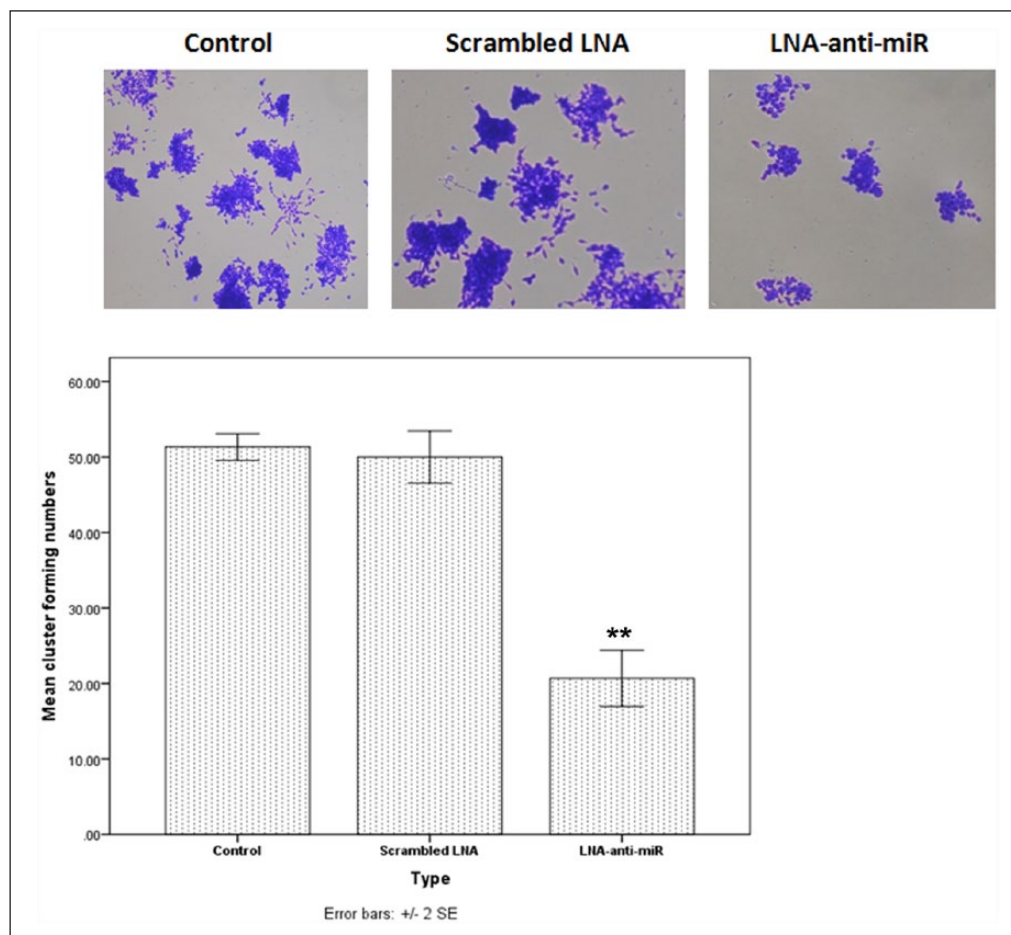 Control
Scrambled LNA
LNA-anti-miR
60.00
50.00
40.00
30.00
20.00
10.00
.00
Mean cluster forming numbers
**
Control
Scrambled LNA
LNA-anti-miR
Type
Error bars: +/- 2 SE